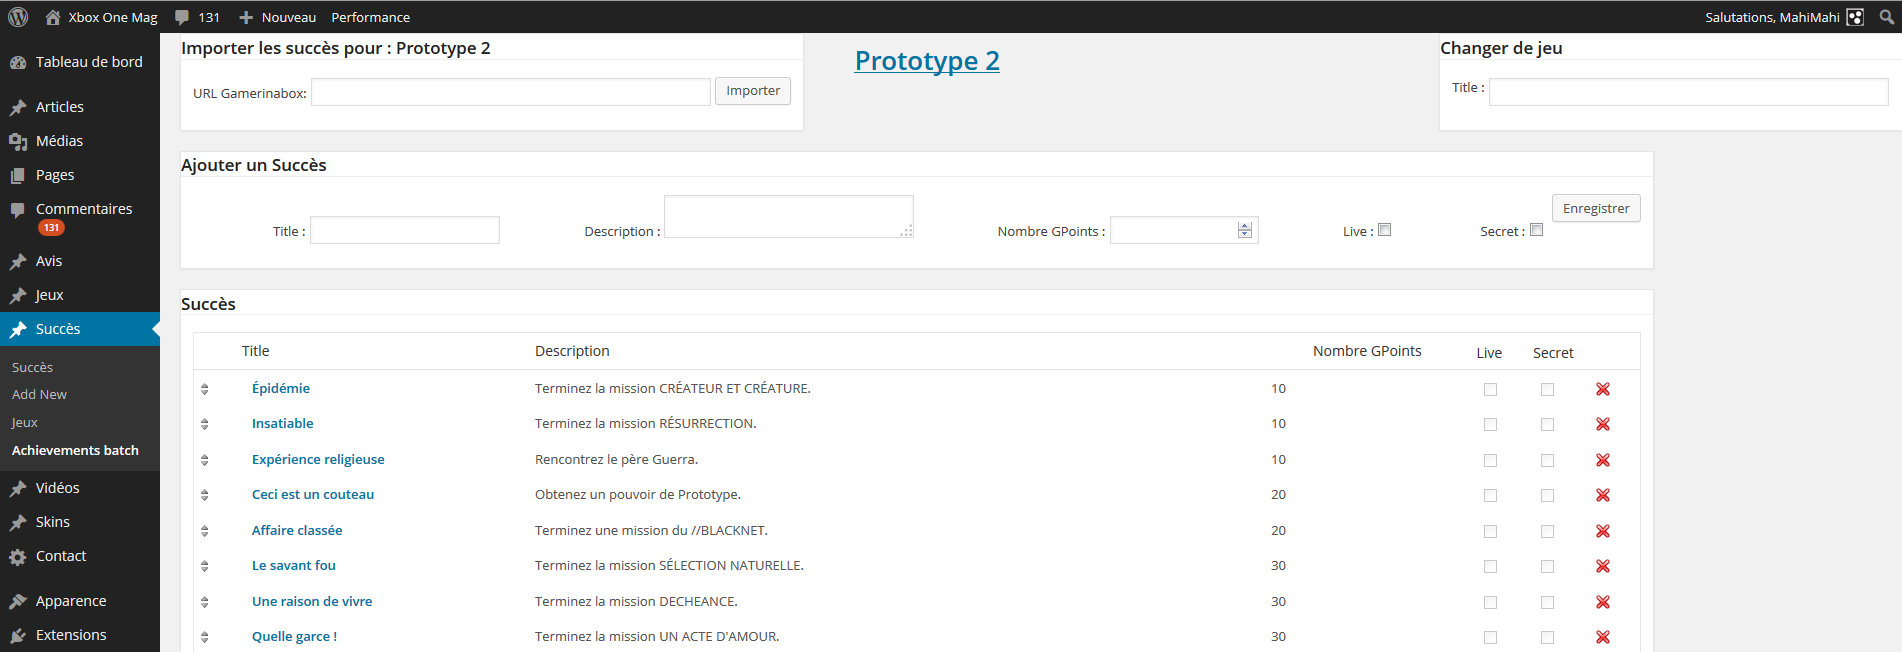 Xbox One Mag 131 Nouveau Performance Salutations, MahiMahi
Tableau de bord
Articles
Médias
Pages
Commentaires
131
Avis
Jeux
Succès
Succès
Add New
Jeux
Achievements batch
Vidéos
Skins
Contact
Apparence
Extensions
Importer les succès pour : Prototype 2
URL Gamerinabox: Importer
Prototype 2
Changer de jeu
Title :
Ajouter un Succès
Title : Description : Nombre GPoints : Live : Secret : Enregistrer
Succès
Title Description Nombre GPoints Live Secret
Épidémie Terminez la mission CRÉATEUR ET CRÉATURE. 10
Insatiable Terminez la mission RÉSURRECTION. 10
Expérience religieuse Rencontrez le père Guerra. 10
Ceci est un couteau Obtenez un pouvoir de Prototype. 20
Affaire classée Terminez une mission du //BLACKNET. 20
Le savant fou Terminez la mission SÉLECTION NATURELLE. 30
Une raison de vivre Terminez la mission DECHEANCE. 30
Quelle garce ! Terminez la mission UN ACTE D'AMOUR. 30